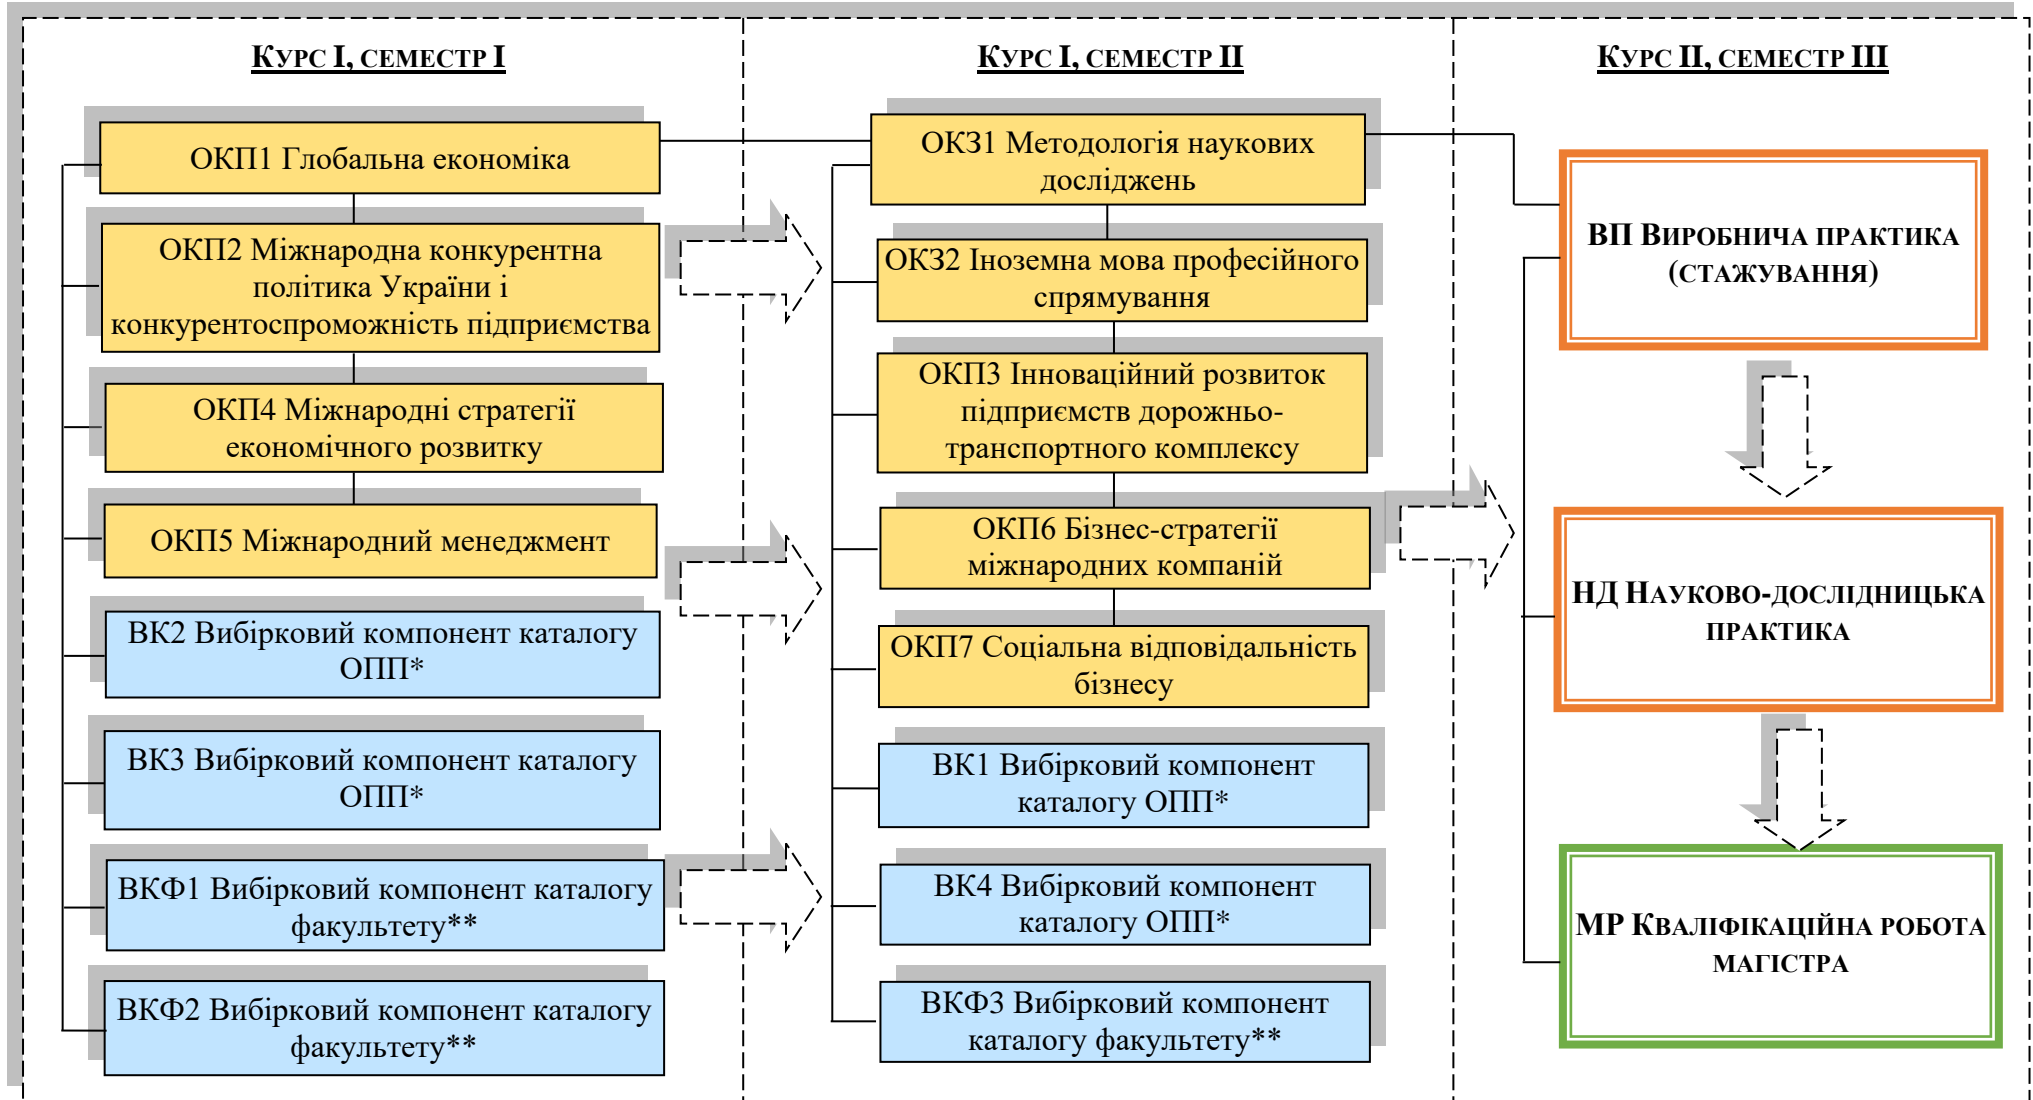 Курс I, семестр I
ОКП1 Глобальна економіка
ОКП2 Міжнародна конкурентна
політика України і
конкурентоспроможність підприємства
ОКП4 Міжнародні стратегії
економічного розвитку
ОКП5 Міжнародний менеджмент
ВК2 Вибірковий компонент каталогу
ОПП*
ВК3 Вибірковий компонент каталогу
ОПП*
ВКФ1 Вибірковий компонент каталогу
факультету**
ВКФ2 Вибірковий компонент каталогу
факультету**
Курс I, семестр II
ОКЗ1 Методологія наукових
досліджень
ОКЗ2 Іноземна мова професійного
спрямування
ОКП3 Інноваційний розвиток
підприємств дорожньо-
транспортного комплексу
ОКП6 Бізнес-стратегії
міжнародних компаній
ОКП7 Соціальна відповідальність
бізнесу
ВК1 Вибірковий компонент
каталогу ОПП*
ВК4 Вибірковий компонент
каталогу ОПП*
ВКФ3 Вибірковий компонент
каталогу факультету**
Курс II, семестр III
ВП Виробнича практика
(стажування)
НД Науково-дослідницька
практика
МР Кваліфікаційна робота
магістра